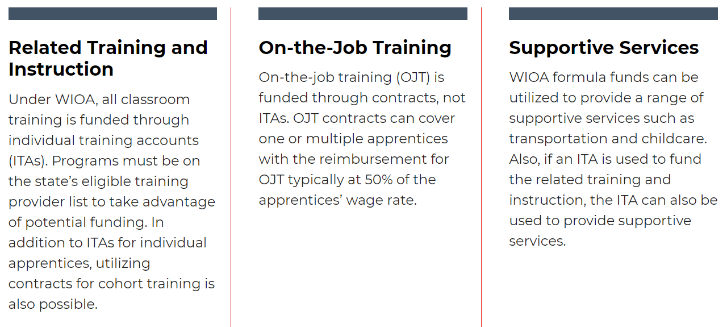 Related Training and
Instruction
Under WIOA, all classroom
training is funded through
individual training accounts
(ITAs). Programs must be on
the state's eligible training
provider list to take advantage
of potential funding. In
addition to ITAs for individual
apprentices, utilizing
contracts for cohort training is
also possible.
On-the-Job Training
On-the-job training (OJT) is
funded through contracts, not
ITAs. OJT contracts can cover
one or multiple apprentices
with the reimbursement for
OJT typically at 50% of the
apprentices' wage rate.
Supportive Services
WIOA formula funds can be
utilized to provide a range of
supportive services such as
transportation and childcare.
Also, if an ITA is used to fund
the related training and
instruction, the ITA can also be
used to provide supportive
services.